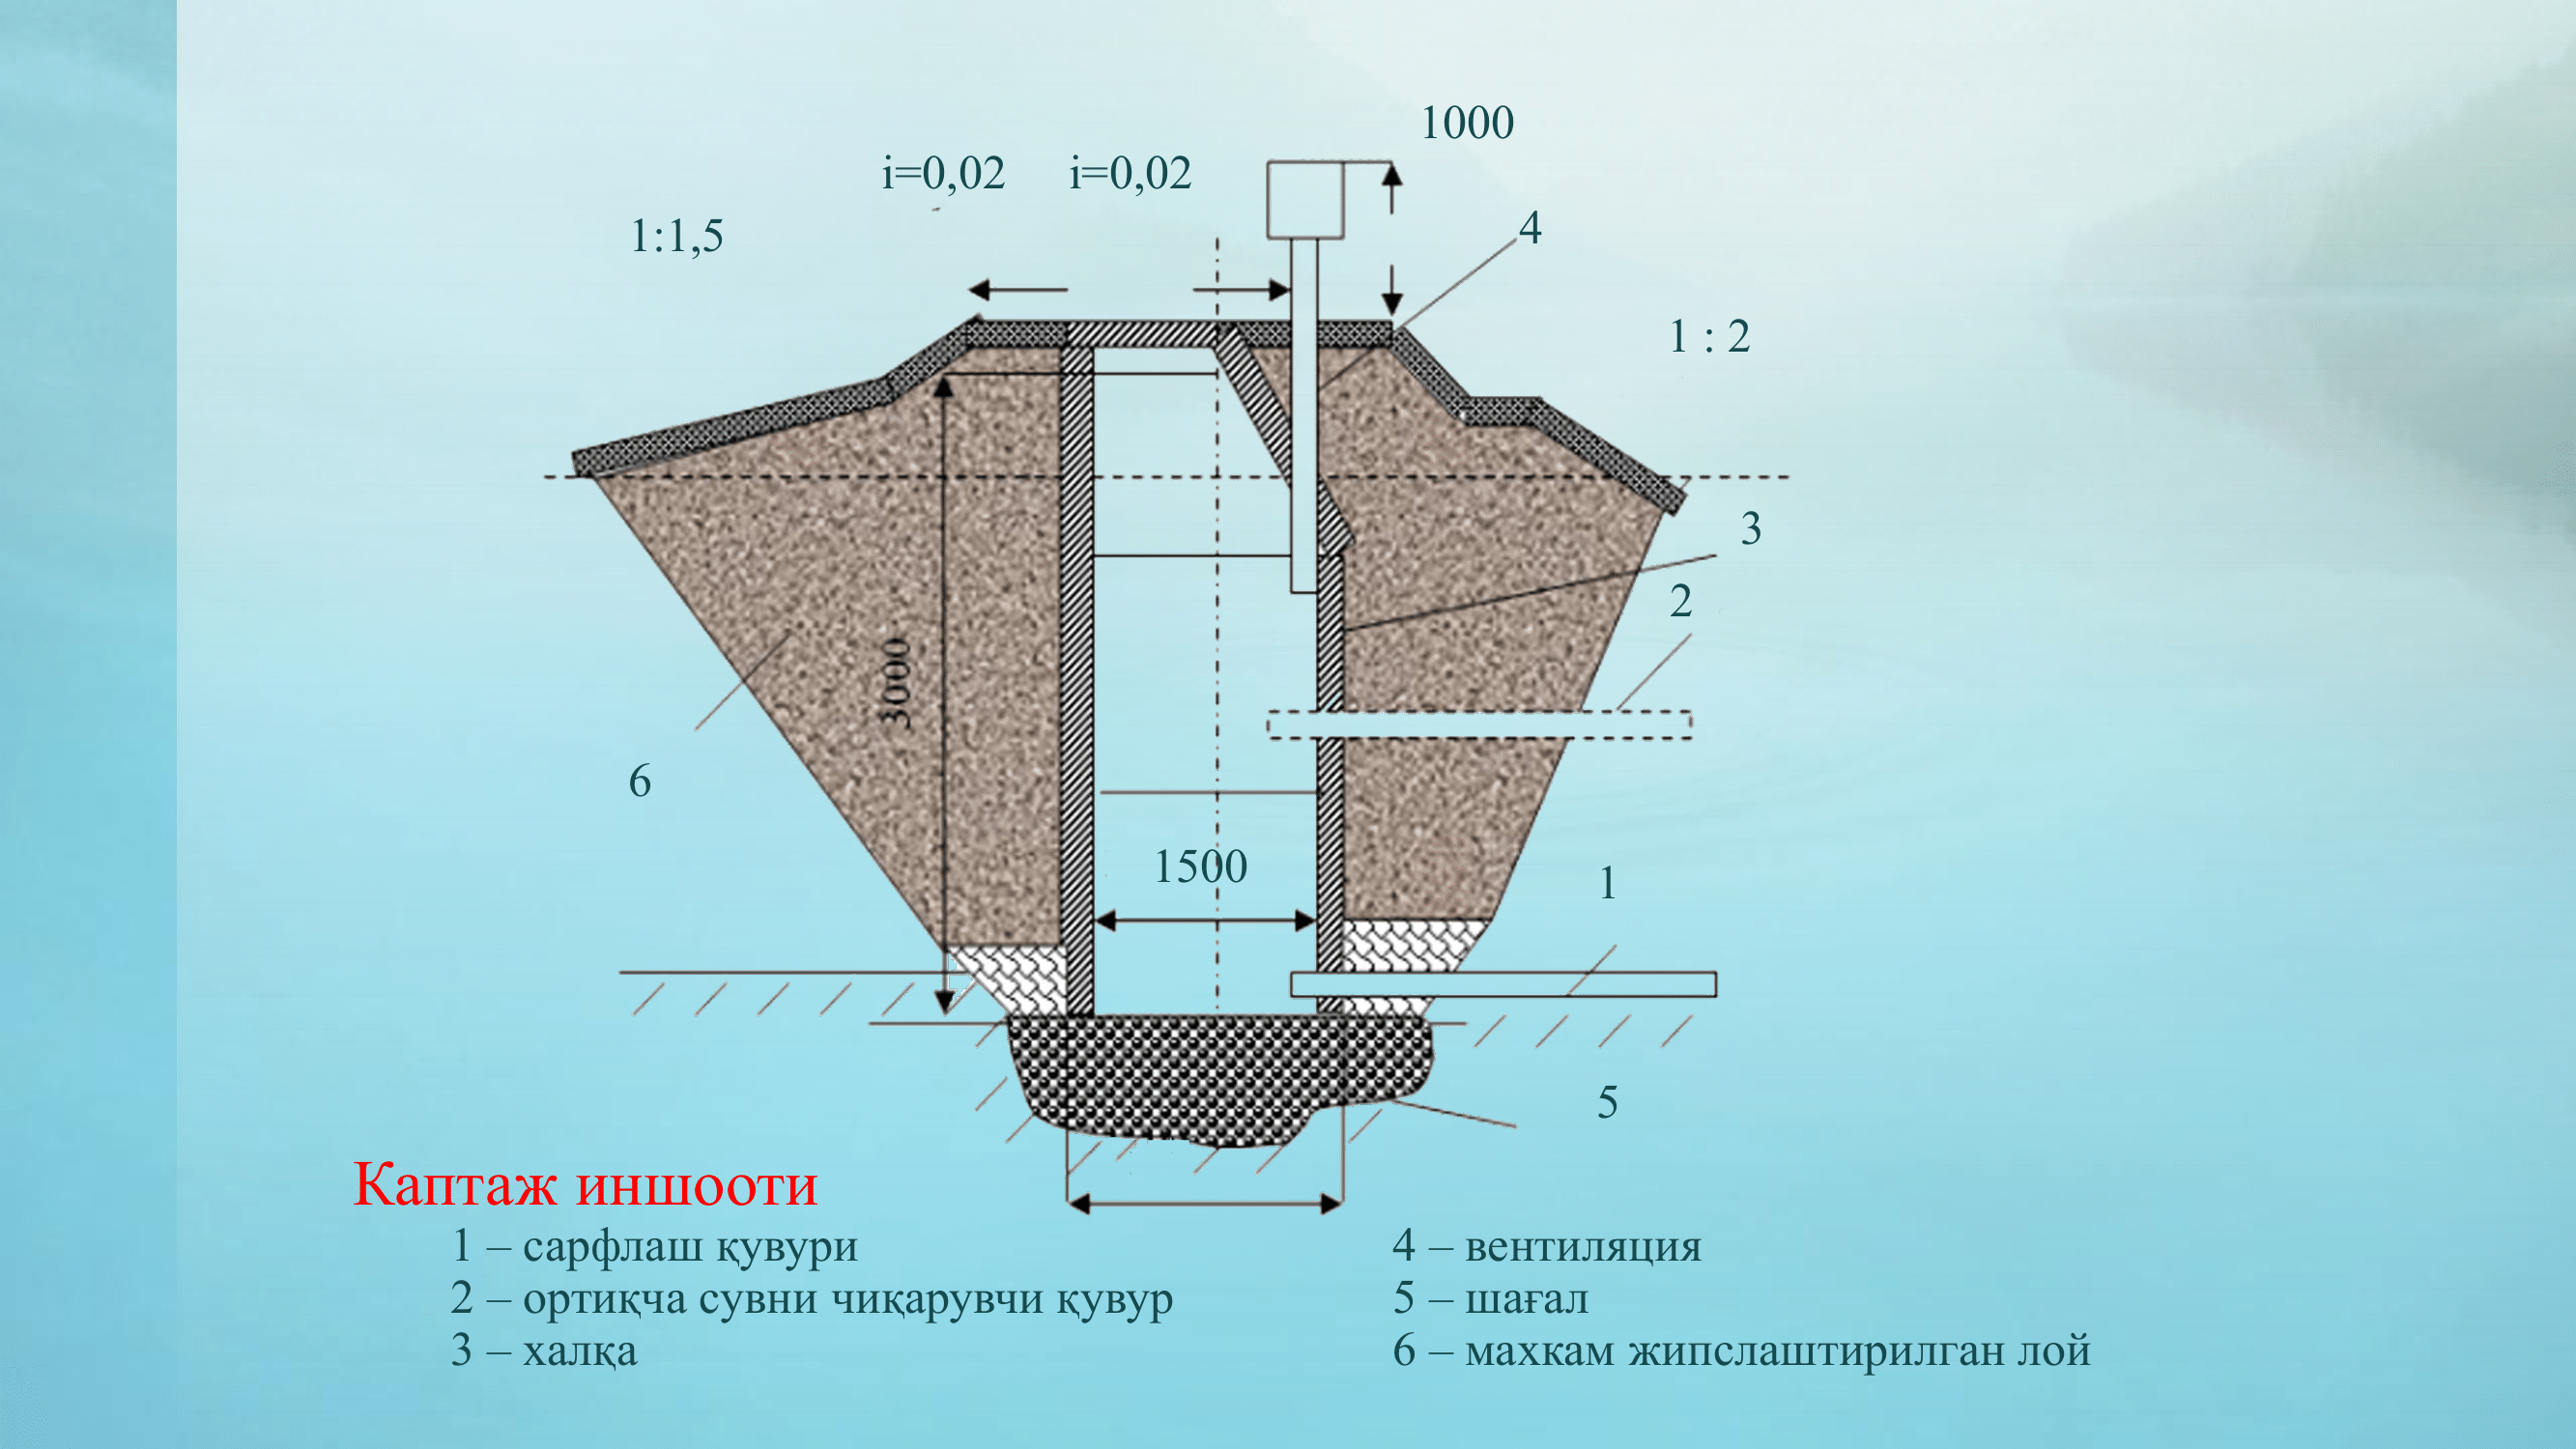 1000
i=0,02 i=0,02
4
1:1,5
1 : 2
3
2
3000
6
1500
1
5
Каптаж иншооти
1 – сарфлаш қувури
2 – ортиқча сувни чиқарувчи қувур
3 – халқа
4 – вентиляция
5 – шағал
6 – махкам жипслаштирилган лой